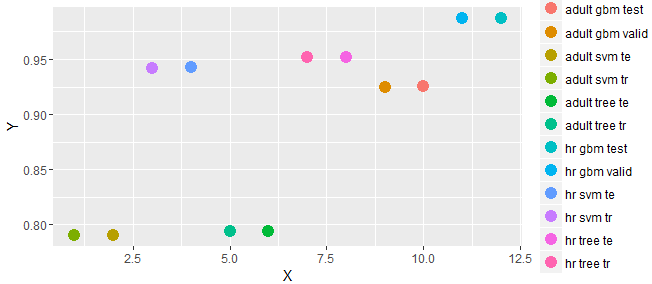 adult gbm test
adult gbm valid
adult svm te
adult svm tr
adult tree te
adult tree tr
hr gbm test
hr gbm valid
hr svm te
hr svm tr
hr tree te
hr tree tr
0.95
0.90
0.85
0.80
Y
2.5 5.0 7.5 10.0 12.5
X